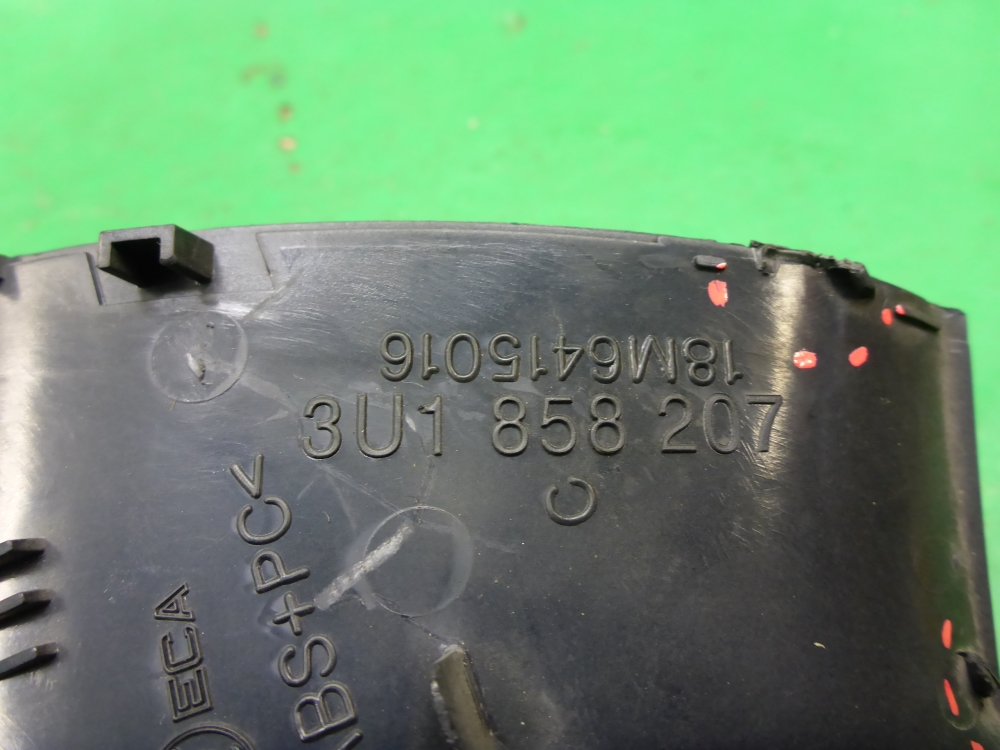 18M6415016
3U1 858 207
C
ABS+PC<
ECA